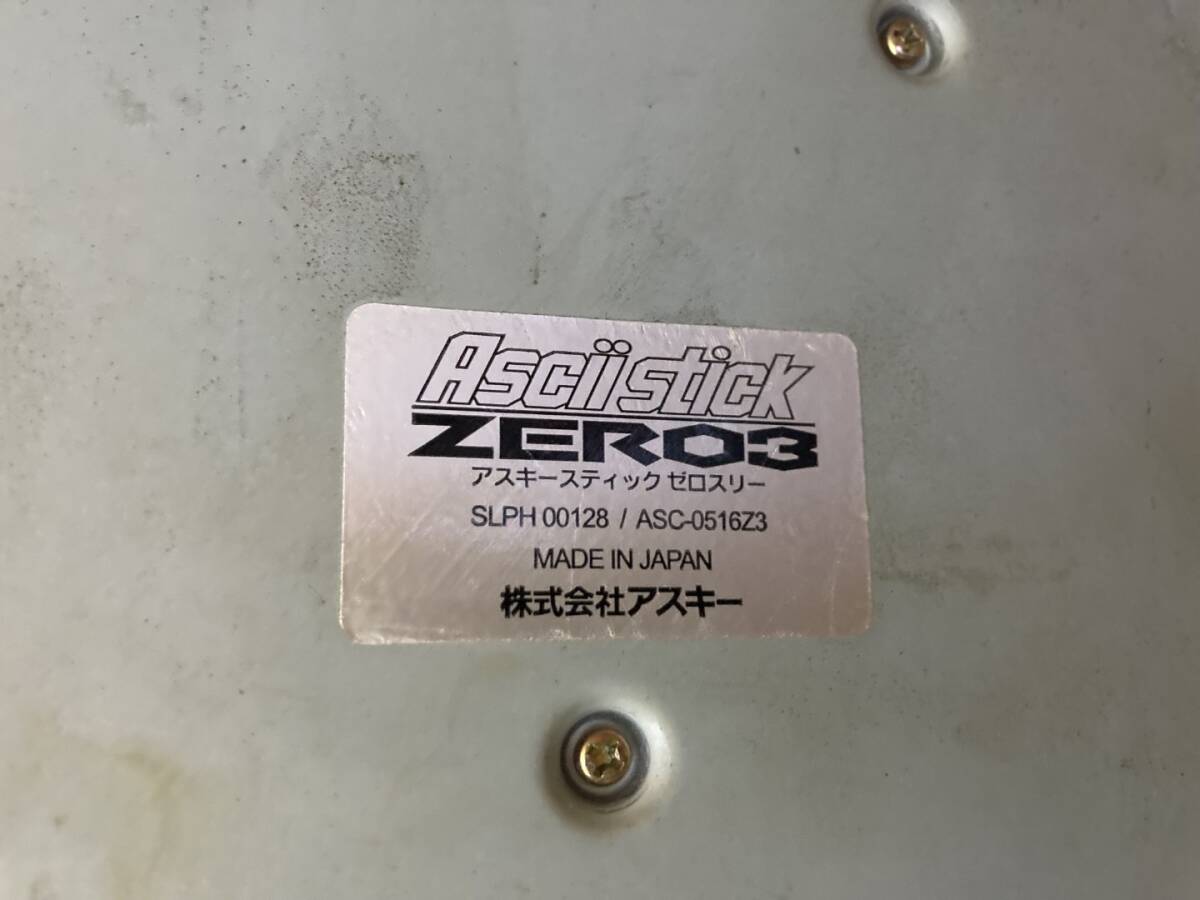 Asciistick
ZERO3
アスキースティック ゼロスリー
SLPH 00128 / ASC-0516Z3
MADE IN JAPAN
株式会社アスキー